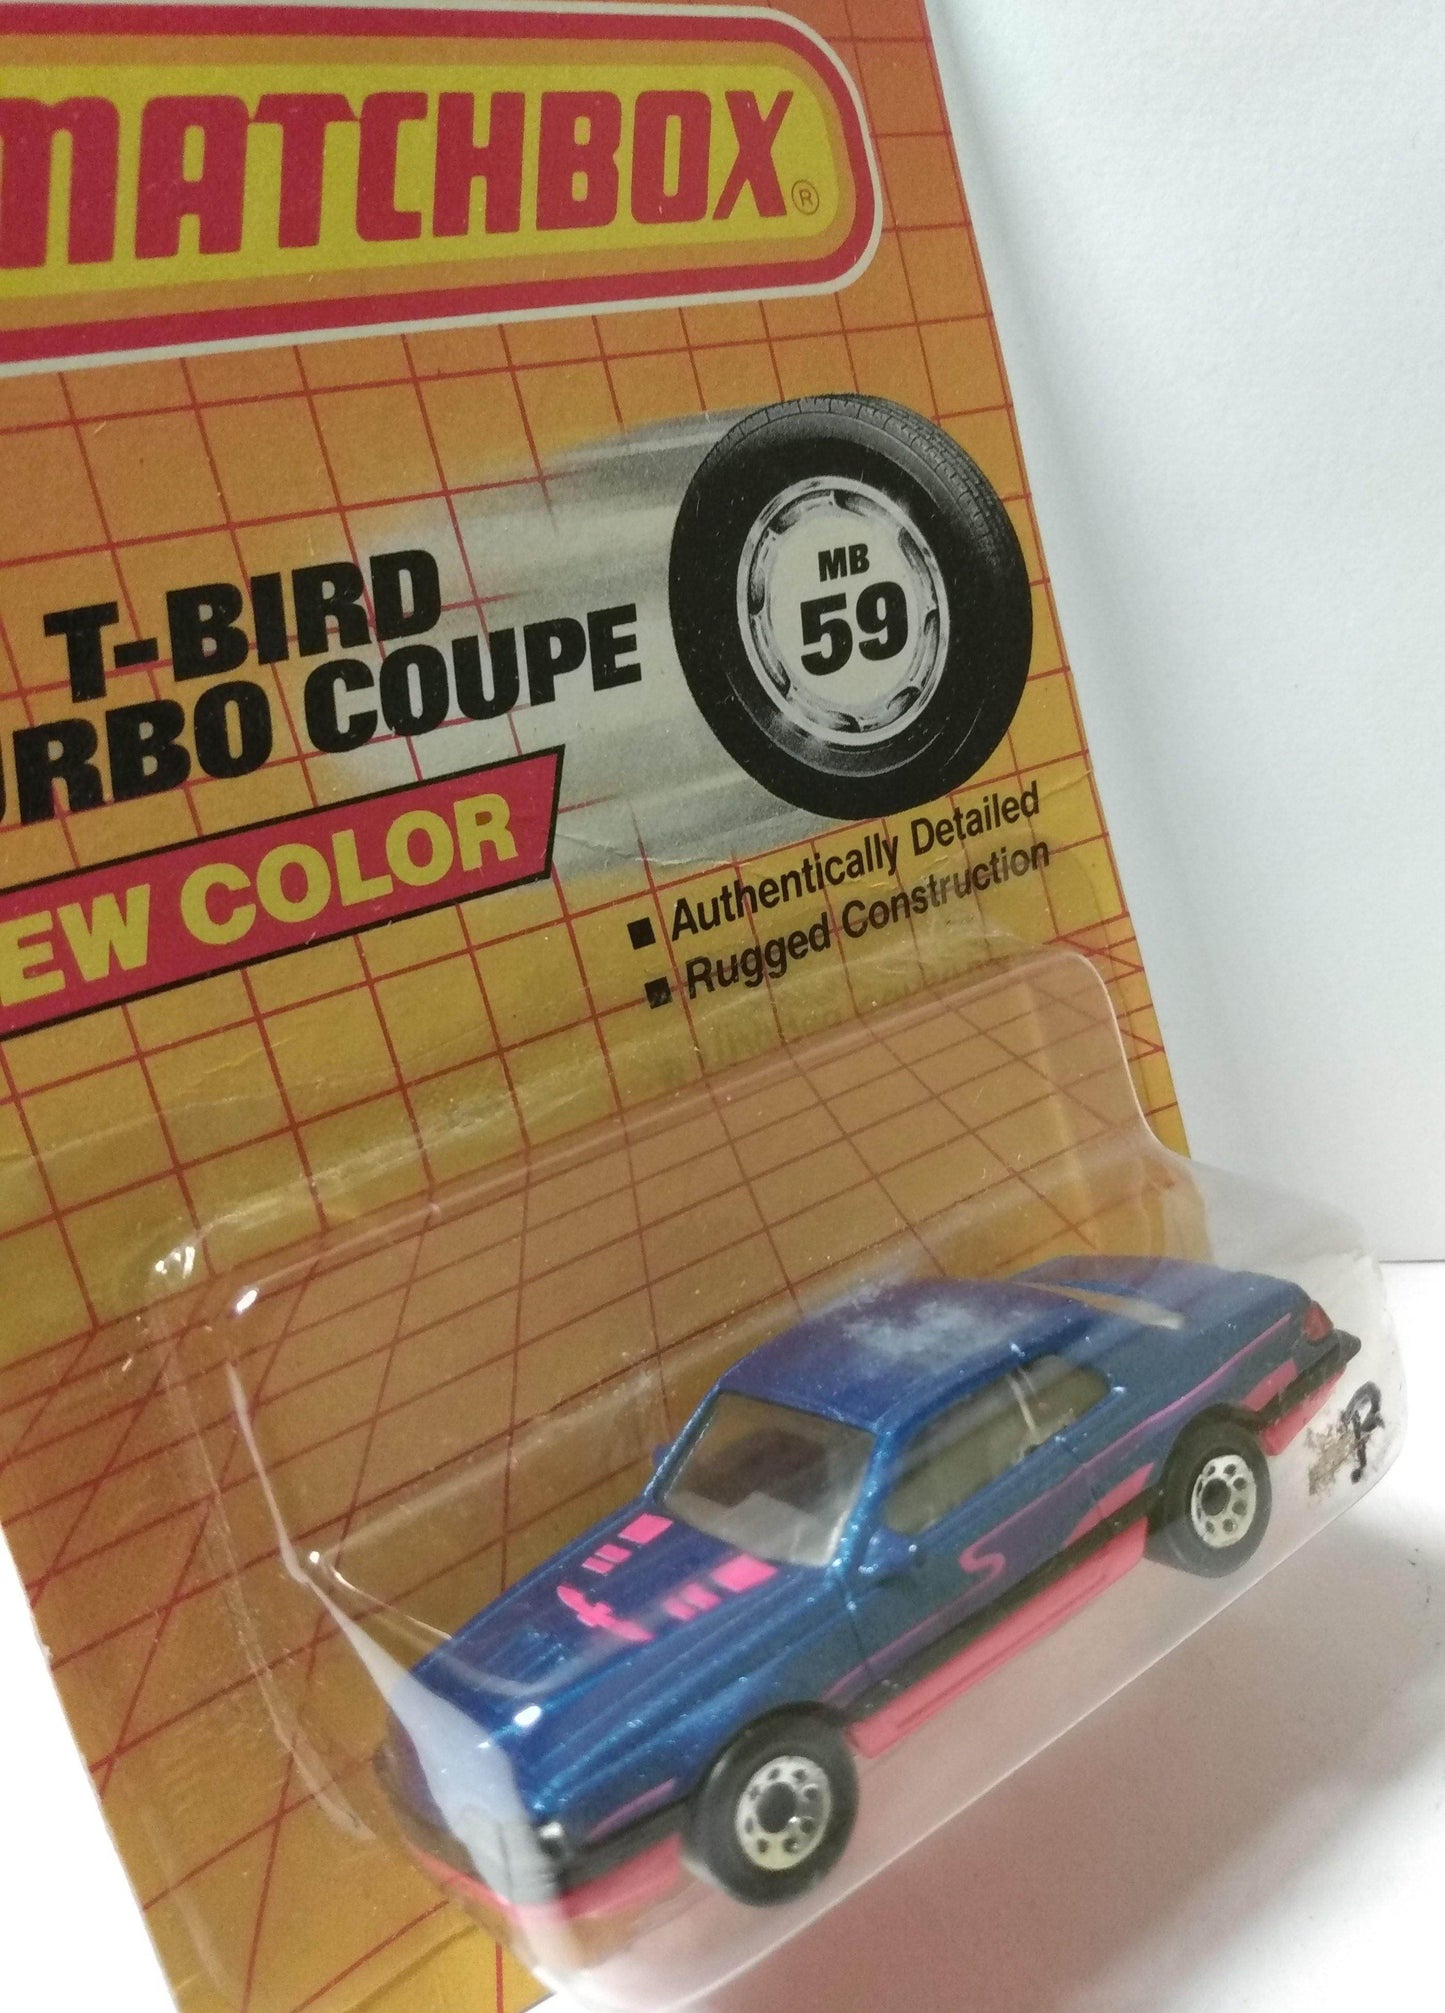 MATCHBOX®
T-BIRD
URBO COUPE
MB
59
EW COLOR
■ Authentically Detailed
■ Rugged Construction
S